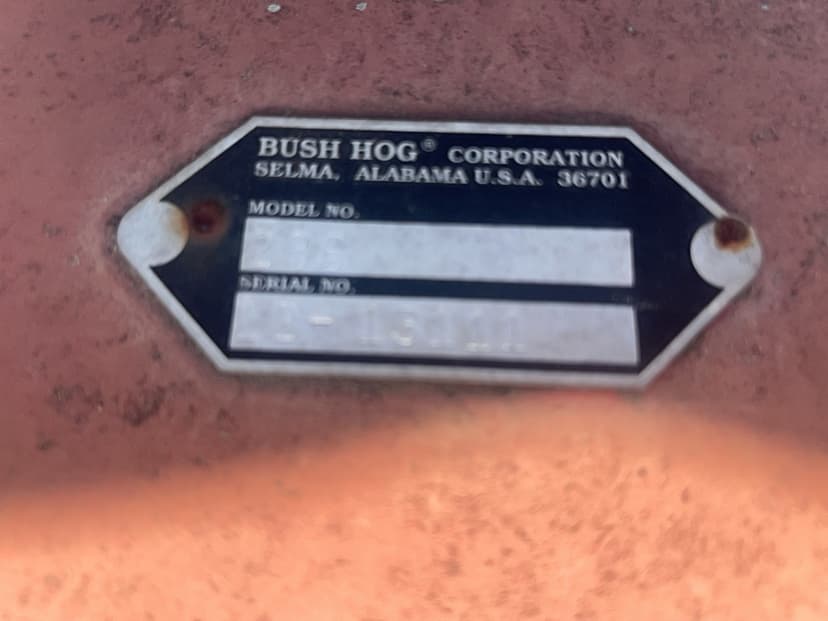 BUSH HOG® CORPORATION
SELMA, ALABAMA U.S.A. 36701
MODEL NO.
SERIAL NO.